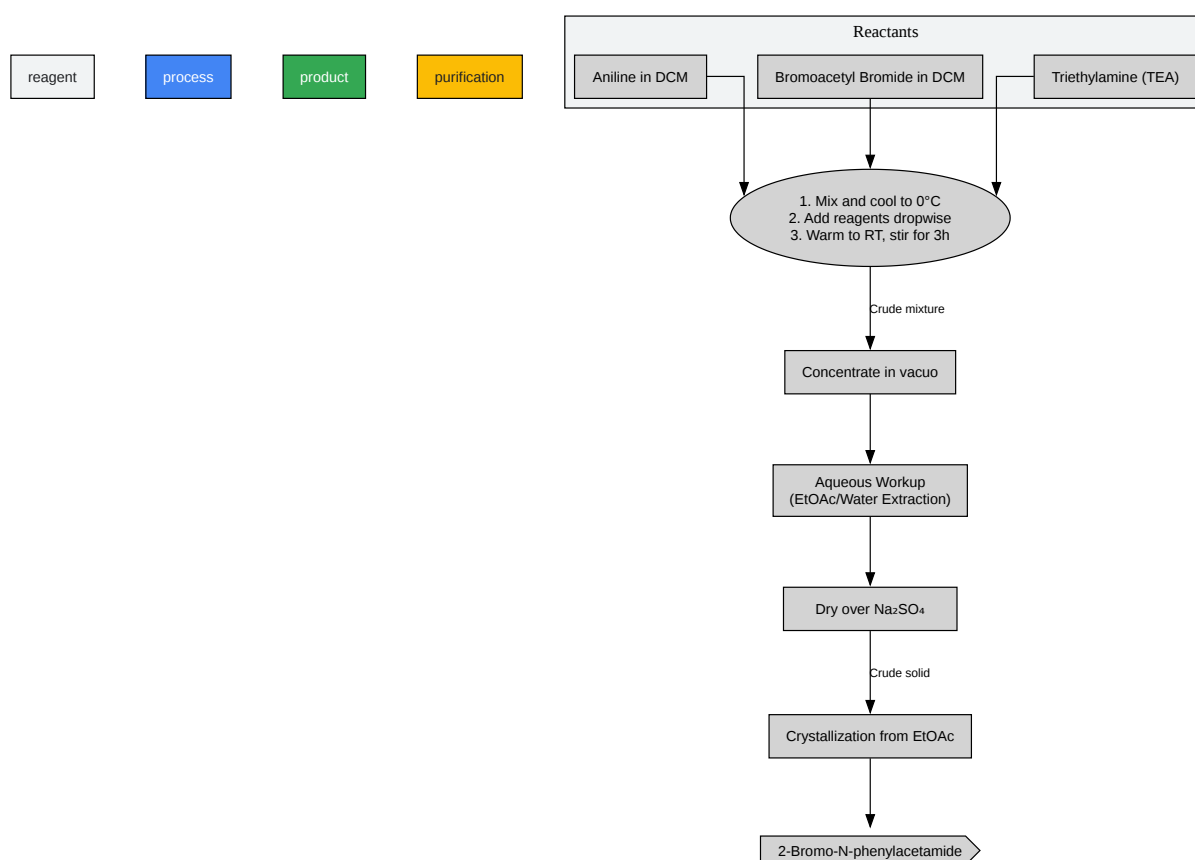 Reactants
reagent
process
product
purification
Aniline in DCM
Bromoacetyl Bromide in DCM
Triethylamine (TEA)
1. Mix and cool to 0°C
2. Add reagents dropwise
3. Warm to RT, stir for 3h
Crude mixture
Concentrate in vacuo
Aqueous Workup
(EtOAc/Water Extraction)
Dry over Na₂SO₄
Crude solid
Crystallization from EtOAc
2-Bromo-N-phenylacetamide